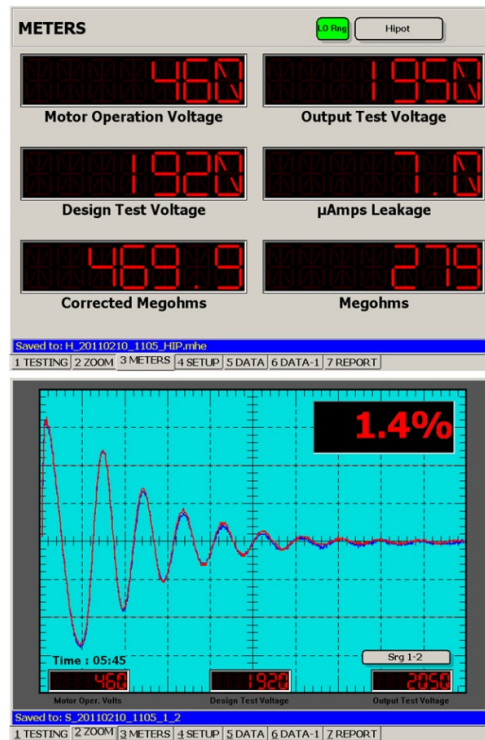 METERS
LO Rng
Hipot
460
1950
Motor Operation Voltage
Output Test Voltage
1920
7.0
Design Test Voltage
µAmps Leakage
469.9
279
Corrected Megohms
Megohms
Saved to: H_20110210_1105_HIP.mhe
1 TESTING 2 ZOOM 3 METERS 4 SETUP 5 DATA 6 DATA-1 7 REPORT
1.4%
Time : 05:45
Srg 1-2
460
1920
2050
Motor Oper. Volts
Design Test Voltage
Output Test Voltage
Saved to: S_20110210_1105_1_2
1 TESTING 2 ZOOM 3 METERS 4 SETUP 5 DATA 6 DATA-1 7 REPORT